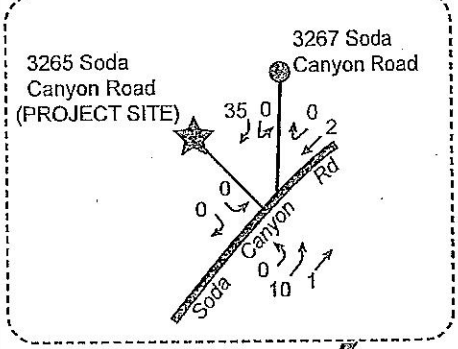 3265 Soda
Canyon Road
(PROJECT SITE)
3267 Soda
Canyon Road
35 0 0
2
0
0
0
10 1
Soda Canyon Rd